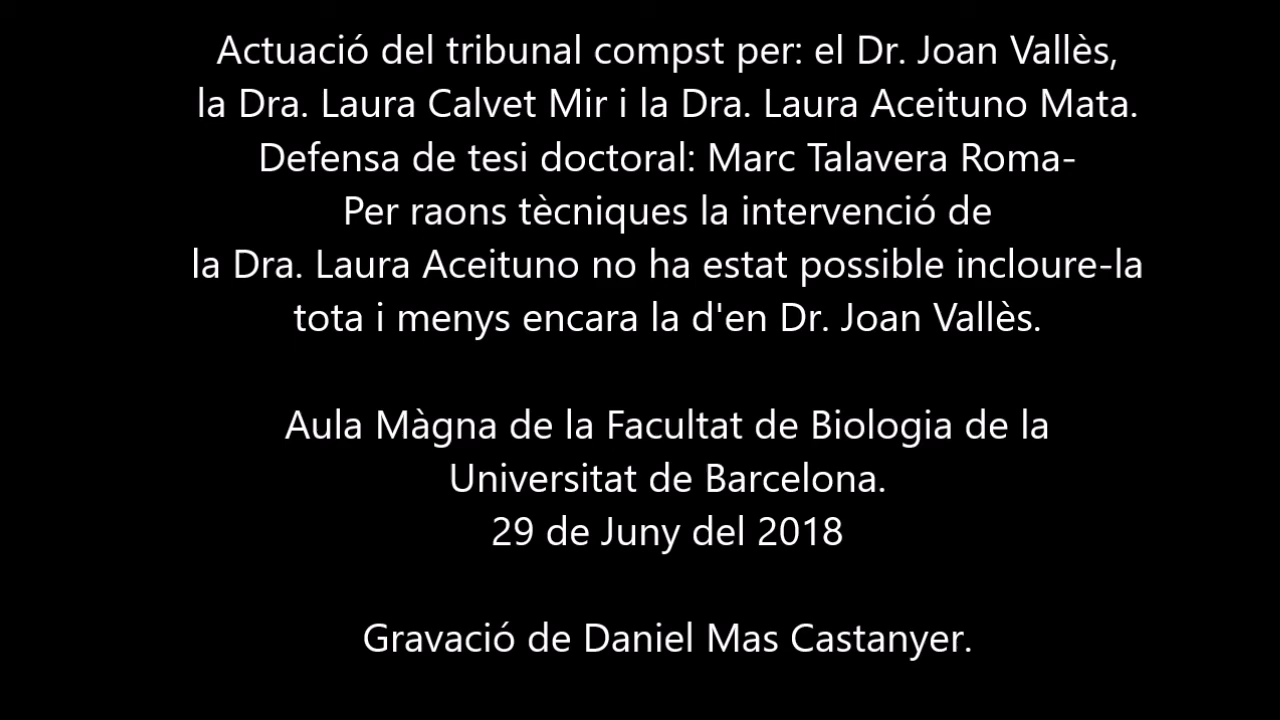 Actuació del tribunal compst per: el Dr. Joan Vallès,
la Dra. Laura Calvet Mir i la Dra. Laura Aceituno Mata.
Defensa de tesi doctoral: Marc Talavera Roma-
Per raons tècniques la intervenció de
la Dra. Laura Aceituno no ha estat possible incloure-la
tota i menys encara la d'en Dr. Joan Vallès.
Aula Màgna de la Facultat de Biologia de la
Universitat de Barcelona.
29 de Juny del 2018
Gravació de Daniel Mas Castanyer.